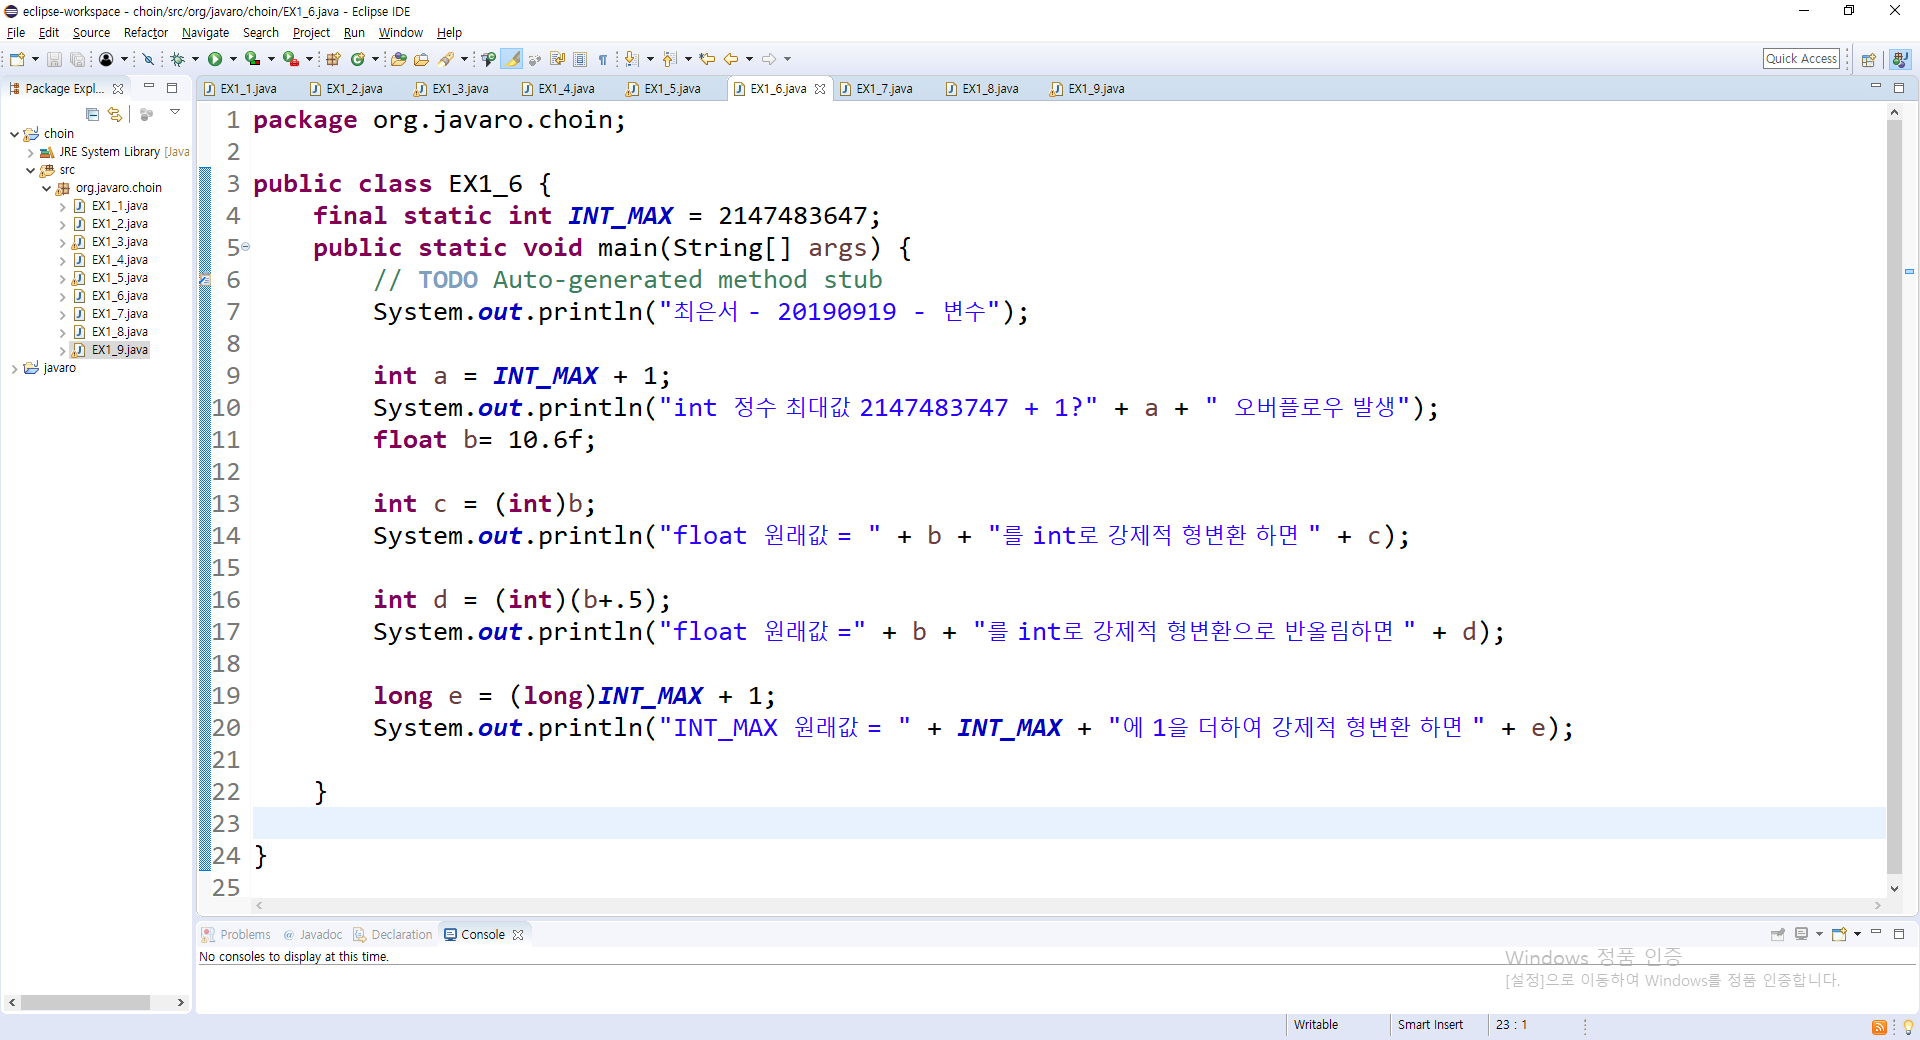 eclipse-workspace - choin/src/org/javaro/choin/EX1_6.java - Eclipse IDE
File Edit Source Refactor Navigate Search Project Run Window Help
Quick Access
Package Expl...
EX1_1.java EX1_2.java EX1_3.java EX1_4.java EX1_5.java EX1_6.java EX1_7.java EX1_8.java EX1_9.java
choin
JRE System Library [Java
src
org.javaro.choin
EX1_1.java
EX1_2.java
EX1_3.java
EX1_4.java
EX1_5.java
EX1_6.java
EX1_7.java
EX1_8.java
EX1_9.java
javaro
1 package org.javaro.choin;
2
3 public class EX1_6 {
4     final static int INT_MAX = 2147483647;
5     public static void main(String[] args) {
6         // TODO Auto-generated method stub
7         System.out.println("최은서 - 20190919 - 변수");
8
9         int a = INT_MAX + 1;
10         System.out.println("int 정수 최대값 2147483747 + 1?" + a + " 오버플로우 발생");
11         float b= 10.6f;
12
13         int c = (int)b;
14         System.out.println("float 원래값 = " + b + "를 int로 강제적 형변환 하면 " + c);
15
16         int d = (int)(b+.5);
17         System.out.println("float 원래값 =" + b + "를 int로 강제적 형변환으로 반올림하면 " + d);
18
19         long e = (long)INT_MAX + 1;
20         System.out.println("INT_MAX 원래값 = " + INT_MAX + "에 1을 더하여 강제적 형변환 하면 " + e);
21
22     }
23
24 }
25
Problems Javadoc Declaration Console
No consoles to display at this time.
Windows 정품 인증
[설정]으로 이동하여 Windows를 정품 인증합니다.
Writable Smart Insert 23 : 1